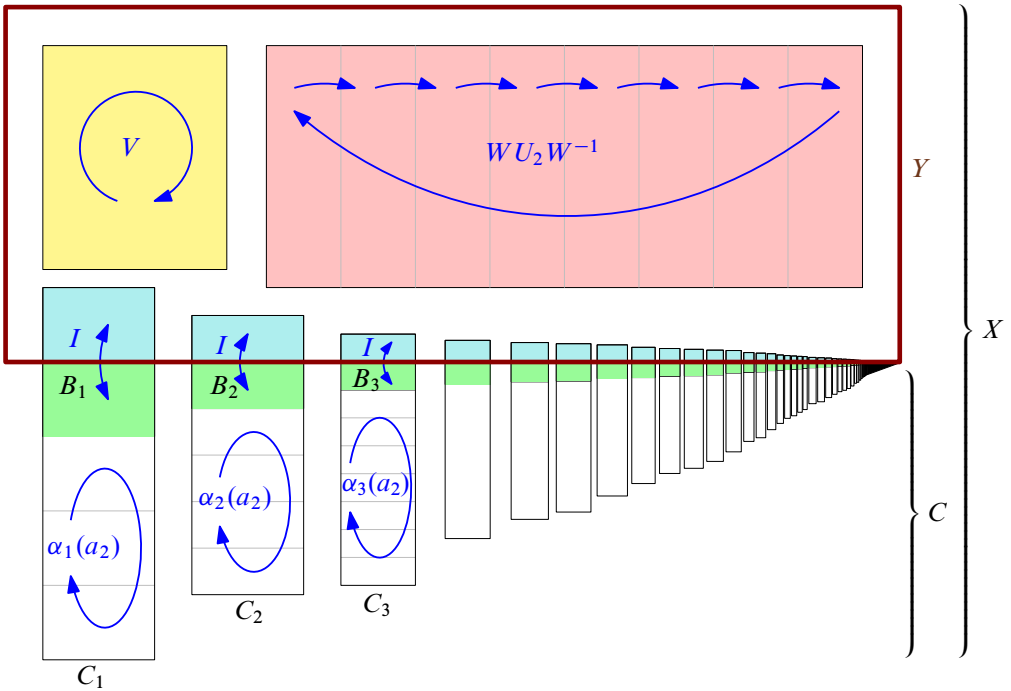 V
WU₂W⁻¹
Y
I
B₁
I
B₂
I
B₃
X
α₁(a₂)
α₂(a₂)
α₃(a₂)
C
C₁
C₂
C₃